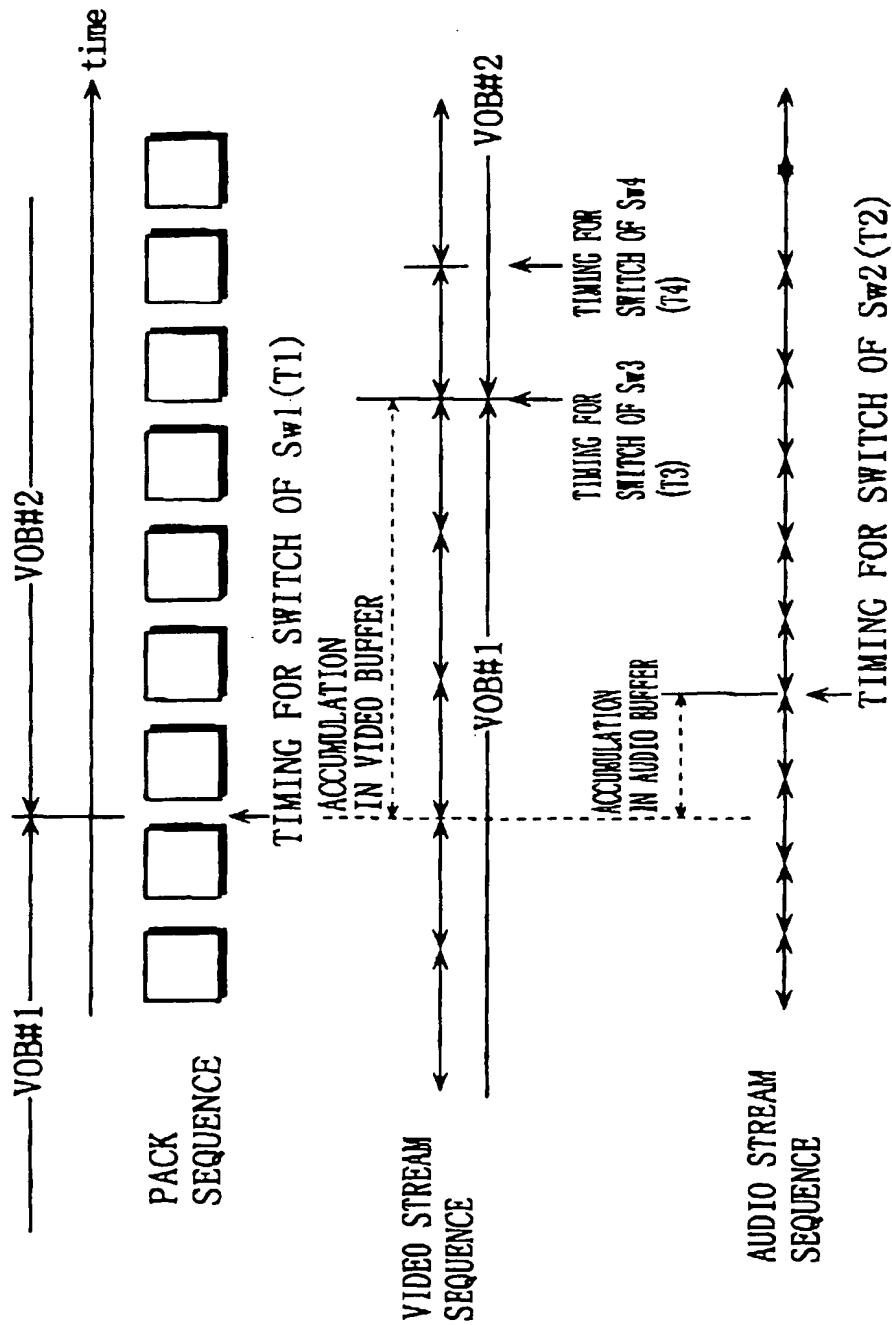 VOB#1
VOB#2
time
PACK
SEQUENCE
TIMING FOR SWITCH OF Sw1(T1)
ACCUMULATION
IN VIDEO BUFFER
VIDEO STREAM
SEQUENCE
VOB#1
VOB#2
TIMING FOR
SWITCH OF Sw3
(T3)
TIMING FOR
SWITCH OF Sw4
(T4)
ACCUMULATION
IN AUDIO BUFFER
AUDIO STREAM
SEQUENCE
TIMING FOR SWITCH OF Sw2(T2)